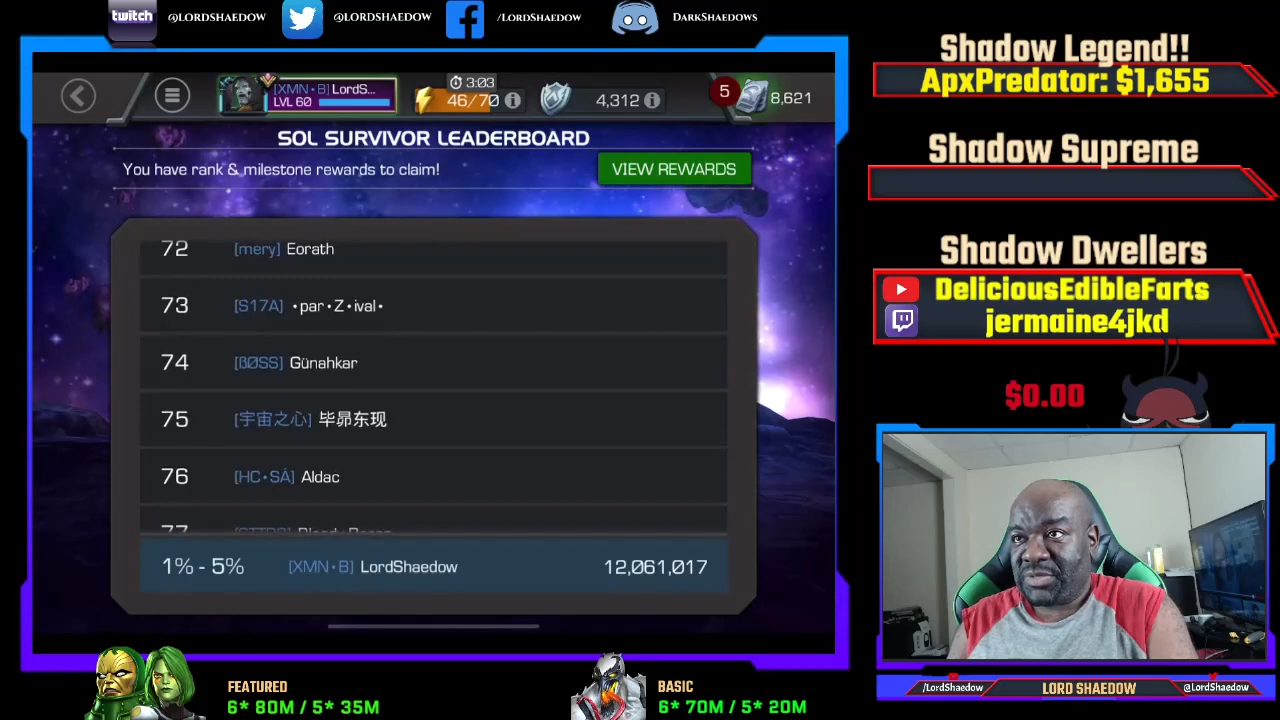 twitch @LORDSHAEDOW @LORDSHAEDOW /LORDSHAEDOW DARKSHAEDOWS
[XMN•B] LordS...
LVL 60
3:03
46/70
4,312
5
8,621
SOL SURVIVOR LEADERBOARD
You have rank & milestone rewards to claim!
VIEW REWARDS
72 [mery] Eorath
73 [S17A] •par•Z•ival•
74 [BØSS] Günahkar
75 [宇宙之心] 毕昴东现
76 [HC•SÁ] Aldac
77
1% - 5% [XMN•B] LordShaedow 12,061,017
FEATURED
6* 80M / 5* 35M
BASIC
6* 70M / 5* 20M
Shadow Legend!!
ApxPredator: $1,655
Shadow Supreme
Shadow Dwellers
DeliciousEdibleFarts
jermaine4jkd
$0.00
/LordShaedow LORD SHAEDOW @LordShaedow